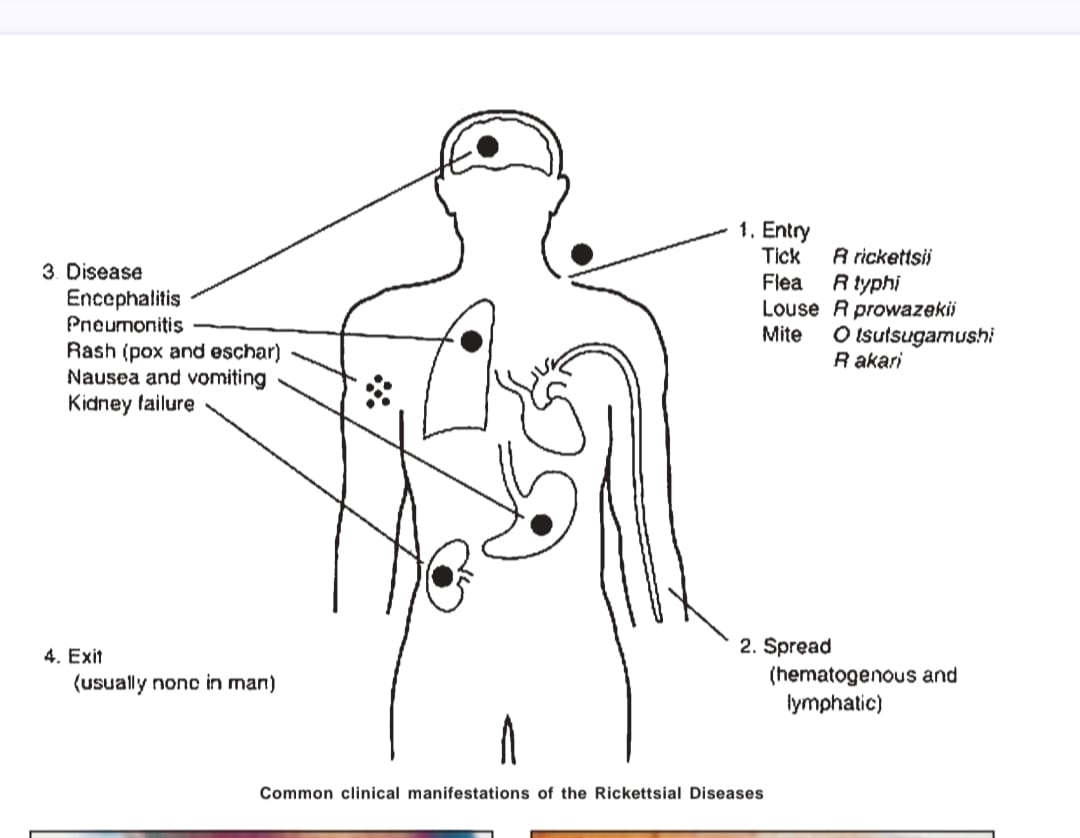 1. Entry
Tick R rickettsii
Flea R typhi
Louse R prowazekii
Mite O tsutsugamushi
R akari
2. Spread
(hematogenous and
lymphatic)
3 Disease
Encephalitis
Pneumonitis
Rash (pox and eschar)
Nausea and vomiting
Kidney failure
4. Exit
(usually none in man)
Common clinical manifestations of the Rickettsial Diseases